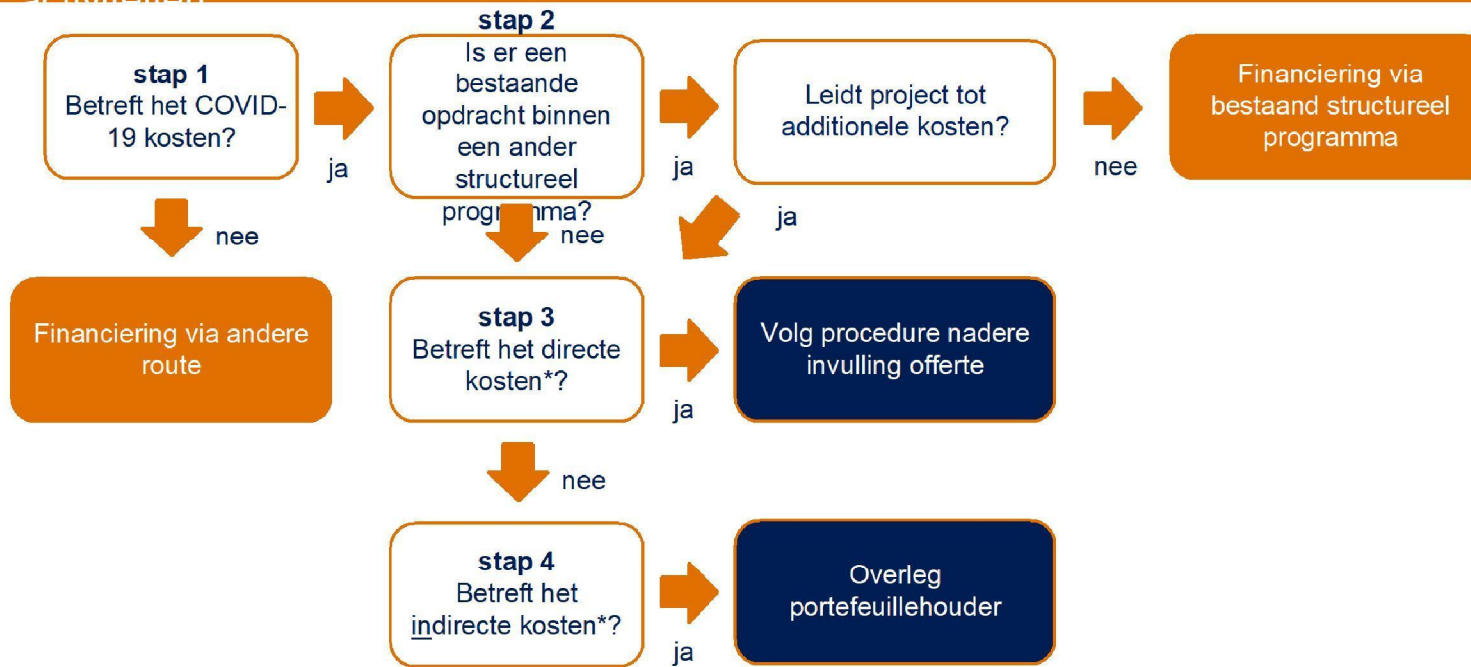 stap 1
Betreft het COVID-
19 kosten?
ja
nee
Financiering via andere
route
stap 2
Is er een
bestaande
opdracht binnen
een ander
structureel
programma?
ja
nee
Leidt project tot
additionele kosten?
nee
ja
Financiering via
bestaand structureel
programma
stap 3
Betreft het directe
kosten*?
ja
nee
Volg procedure nadere
invulling offerte
stap 4
Betreft het
indirecte kosten*?
ja
Overleg
portefeuillehouder